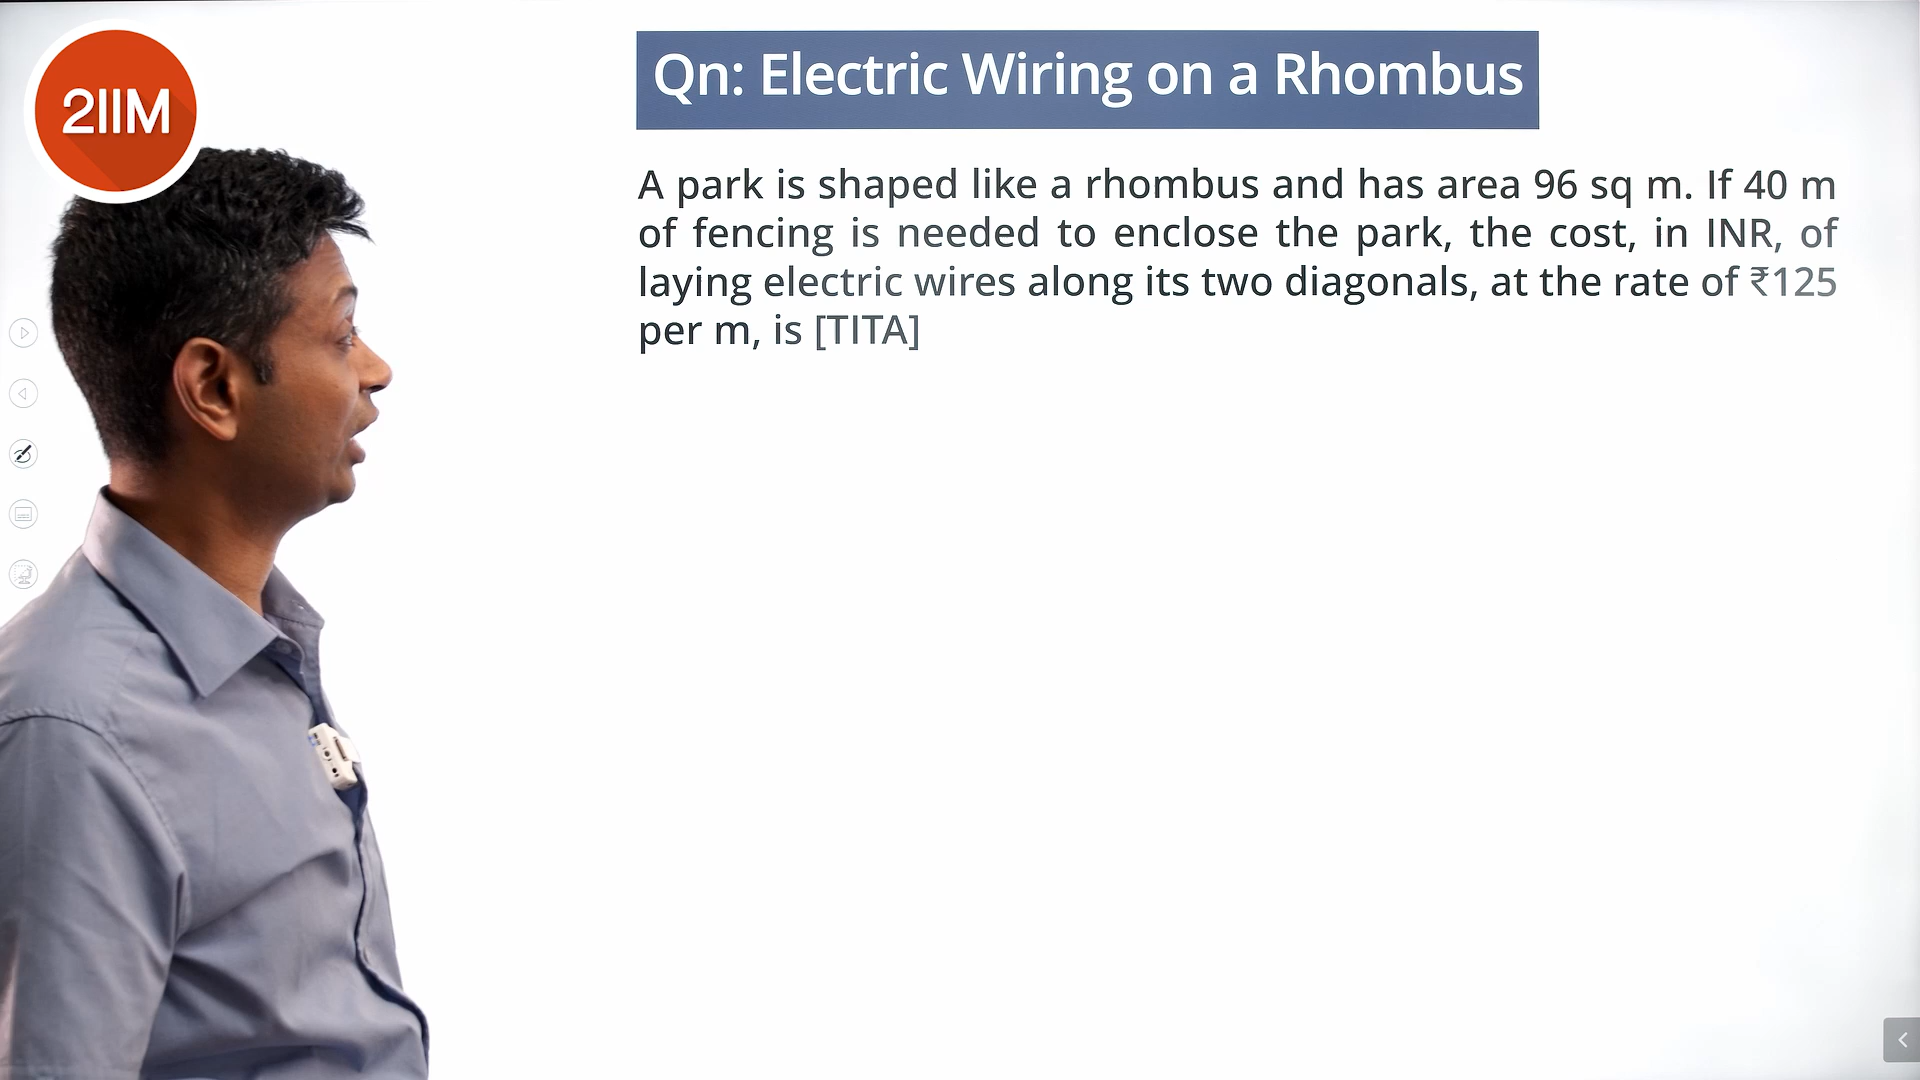 2IIM
Qn: Electric Wiring on a Rhombus
A park is shaped like a rhombus and has area 96 sq m. If 40 m
of fencing is needed to enclose the park, the cost, in INR, of
laying electric wires along its two diagonals, at the rate of ₹125
per m, is [TITA]